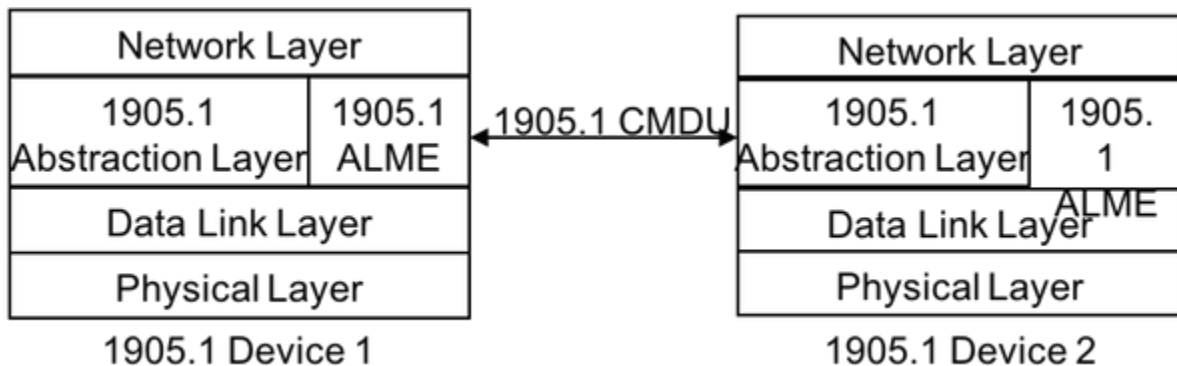 Network Layer
1905.1
Abstraction Layer
1905.1
ALME
Data Link Layer
Physical Layer
1905.1 Device 1
1905.1 CMDU
Network Layer
1905.1
Abstraction Layer
1905.
1
ALME
Data Link Layer
Physical Layer
1905.1 Device 2